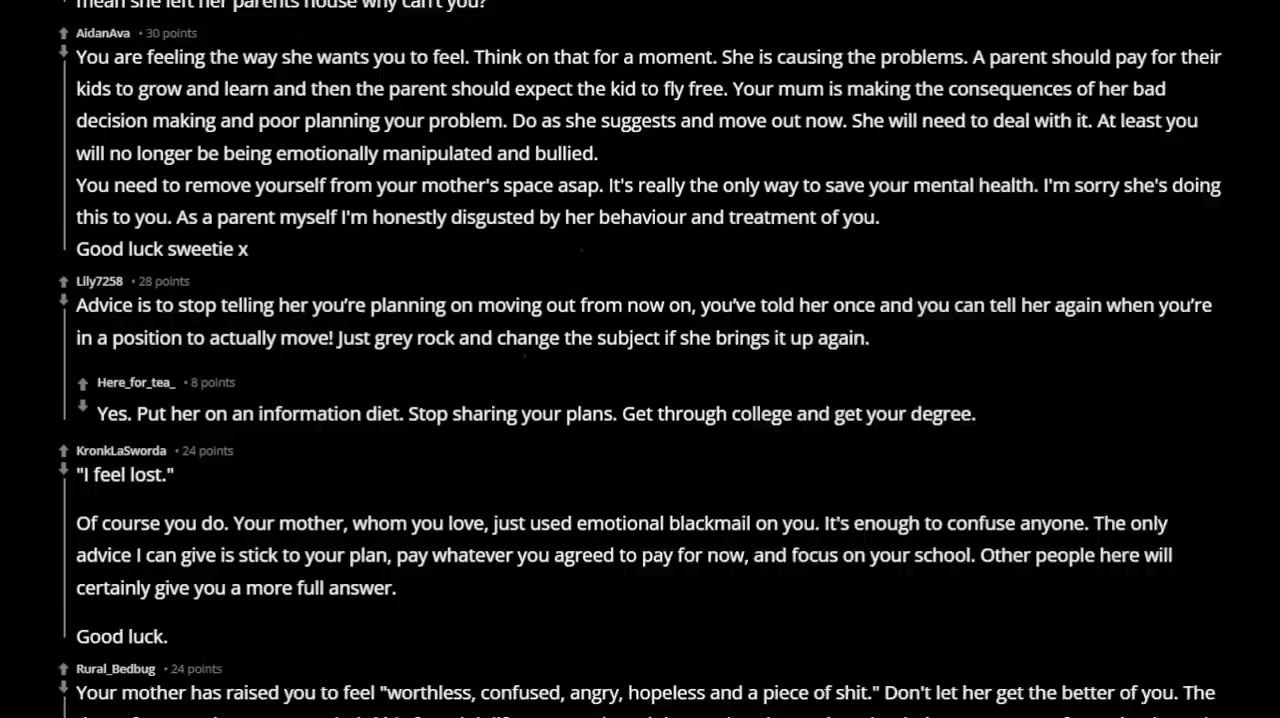 mean she left her parents house why can't you?
AidanAva • 30 points
You are feeling the way she wants you to feel. Think on that for a moment. She is causing the problems. A parent should pay for their
kids to grow and learn and then the parent should expect the kid to fly free. Your mum is making the consequences of her bad
decision making and poor planning your problem. Do as she suggests and move out now. She will need to deal with it. At least you
will no longer be being emotionally manipulated and bullied.
You need to remove yourself from your mother's space asap. It's really the only way to save your mental health. I'm sorry she's doing
this to you. As a parent myself I'm honestly disgusted by her behaviour and treatment of you.
Good luck sweetie x
Lily7258 • 28 points
Advice is to stop telling her you’re planning on moving out from now on, you’ve told her once and you can tell her again when you’re
in a position to actually move! Just grey rock and change the subject if she brings it up again.
Here_for_tea_ • 8 points
Yes. Put her on an information diet. Stop sharing your plans. Get through college and get your degree.
KronkLaSworda • 24 points
"I feel lost."
Of course you do. Your mother, whom you love, just used emotional blackmail on you. It's enough to confuse anyone. The only
advice I can give is stick to your plan, pay whatever you agreed to pay for now, and focus on your school. Other people here will
certainly give you a more full answer.
Good luck.
Rural_Bedbug • 24 points
Your mother has raised you to feel "worthless, confused, angry, hopeless and a piece of shit." Don't let her get the better of you. The